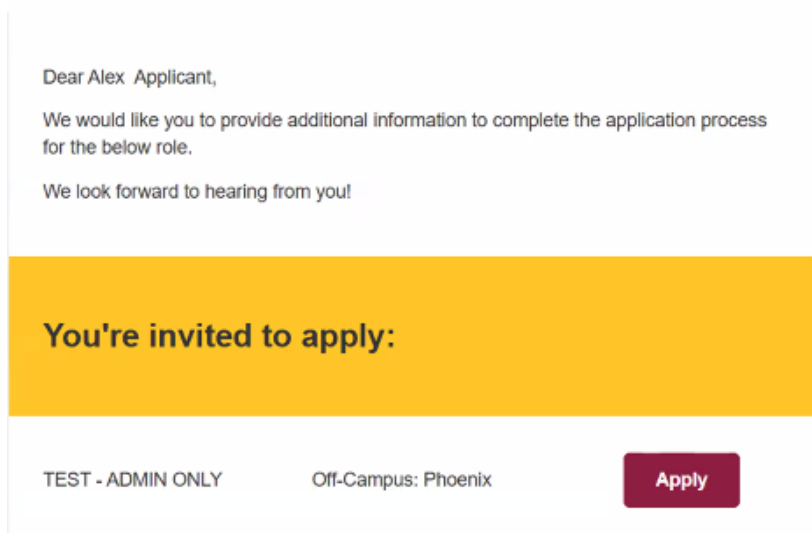 Dear Alex  Applicant,
We would like you to provide additional information to complete the application process
for the below role.
We look forward to hearing from you!
You're invited to apply:
TEST - ADMIN ONLY Off-Campus: Phoenix Apply